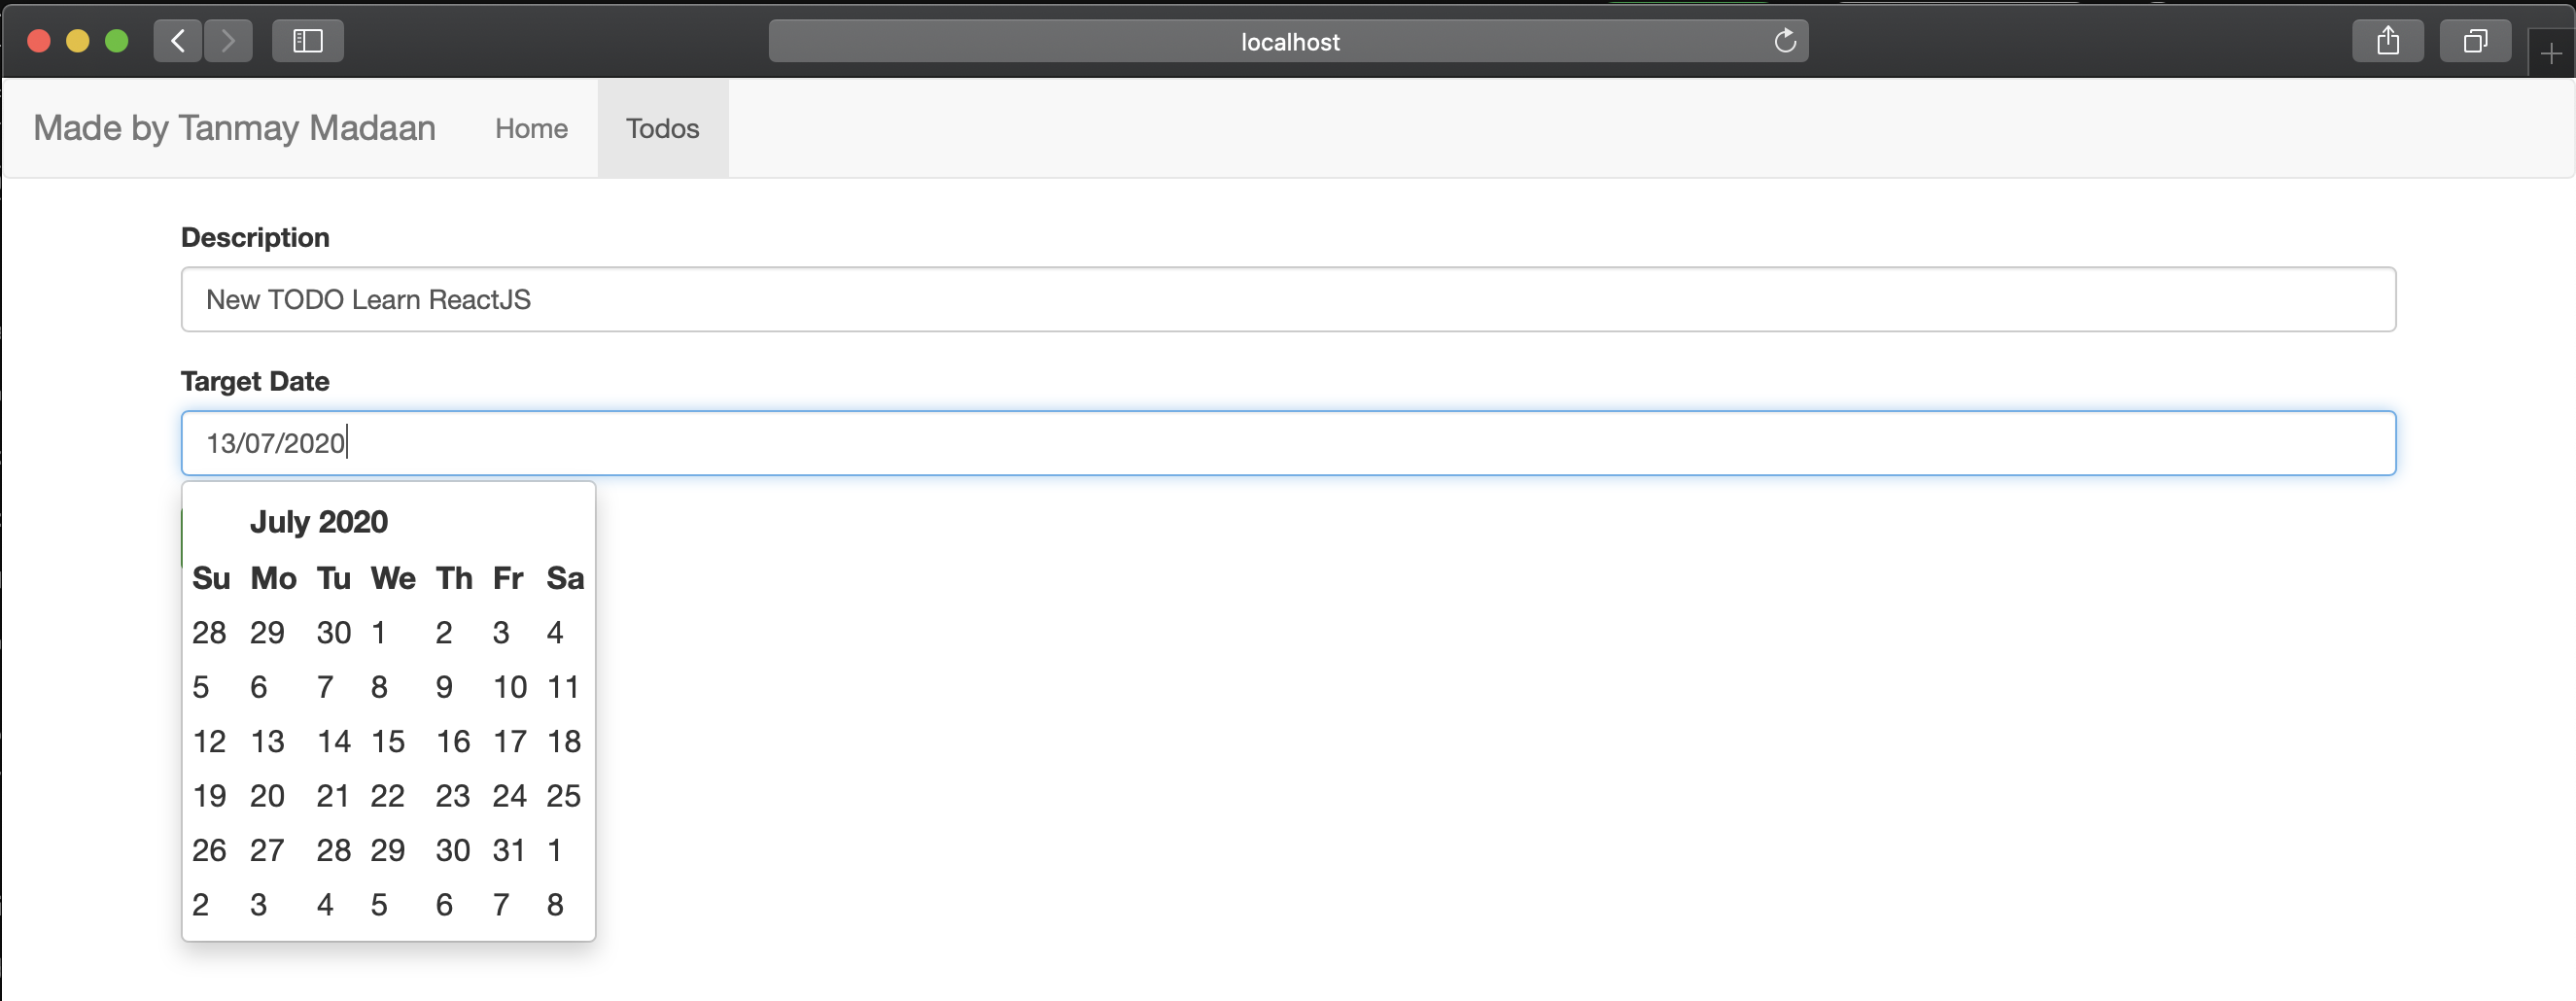 localhost
Made by Tanmay Madaan Home Todos
Description
New TODO Learn ReactJS
Target Date
13/07/2020
July 2020
Su Mo Tu We Th Fr Sa
28 29 30 1 2 3 4
5 6 7 8 9 10 11
12 13 14 15 16 17 18
19 20 21 22 23 24 25
26 27 28 29 30 31 1
2 3 4 5 6 7 8